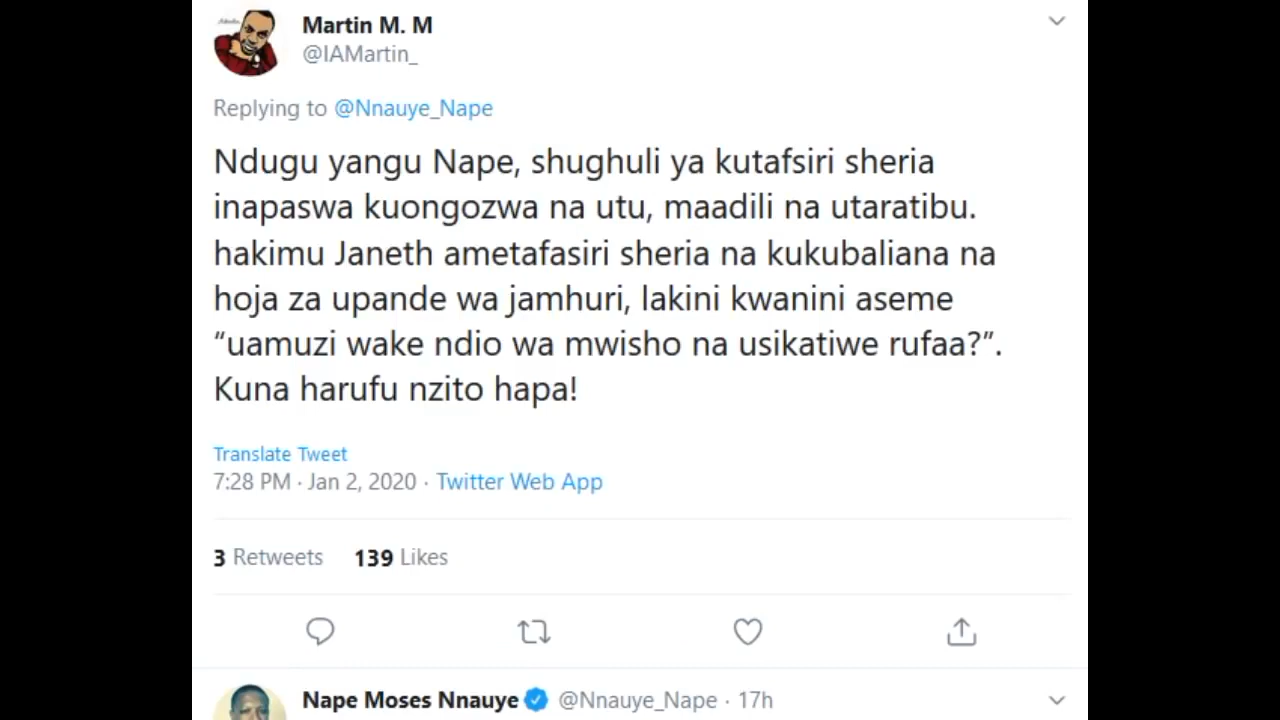 Martin M. M
@IAMartin_
Replying to @Nnauye_Nape
Ndugu yangu Nape, shughuli ya kutafsiri sheria
inapaswa kuongozwa na utu, maadili na utaratibu.
hakimu Janeth ametafasiri sheria na kukubaliana na
hoja za upande wa jamhuri, lakini kwanini aseme
“uamuzi wake ndio wa mwisho na usikatiwe rufaa?”.
Kuna harufu nzito hapa!
Translate Tweet
7:28 PM · Jan 2, 2020 · Twitter Web App
3 Retweets 139 Likes
Nape Moses Nnauye @Nnauye_Nape · 17h